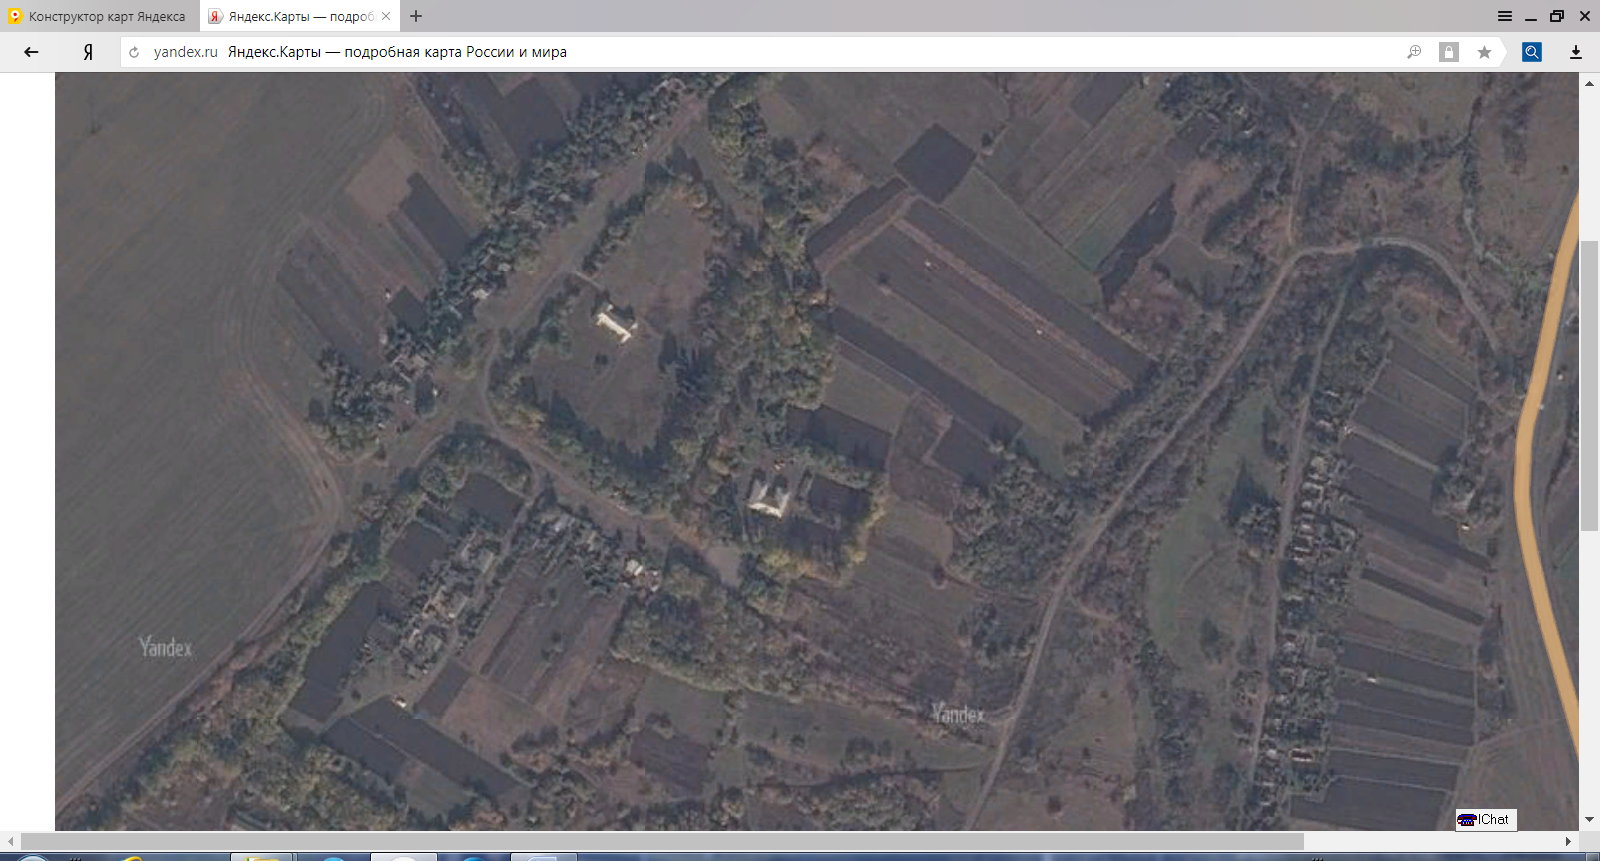 Конструктор карт Яндекса
Яндекс.Карты — подроб
yandex.ru Яндекс.Карты — подробная карта России и мира
Yandex
Yandex
IChat